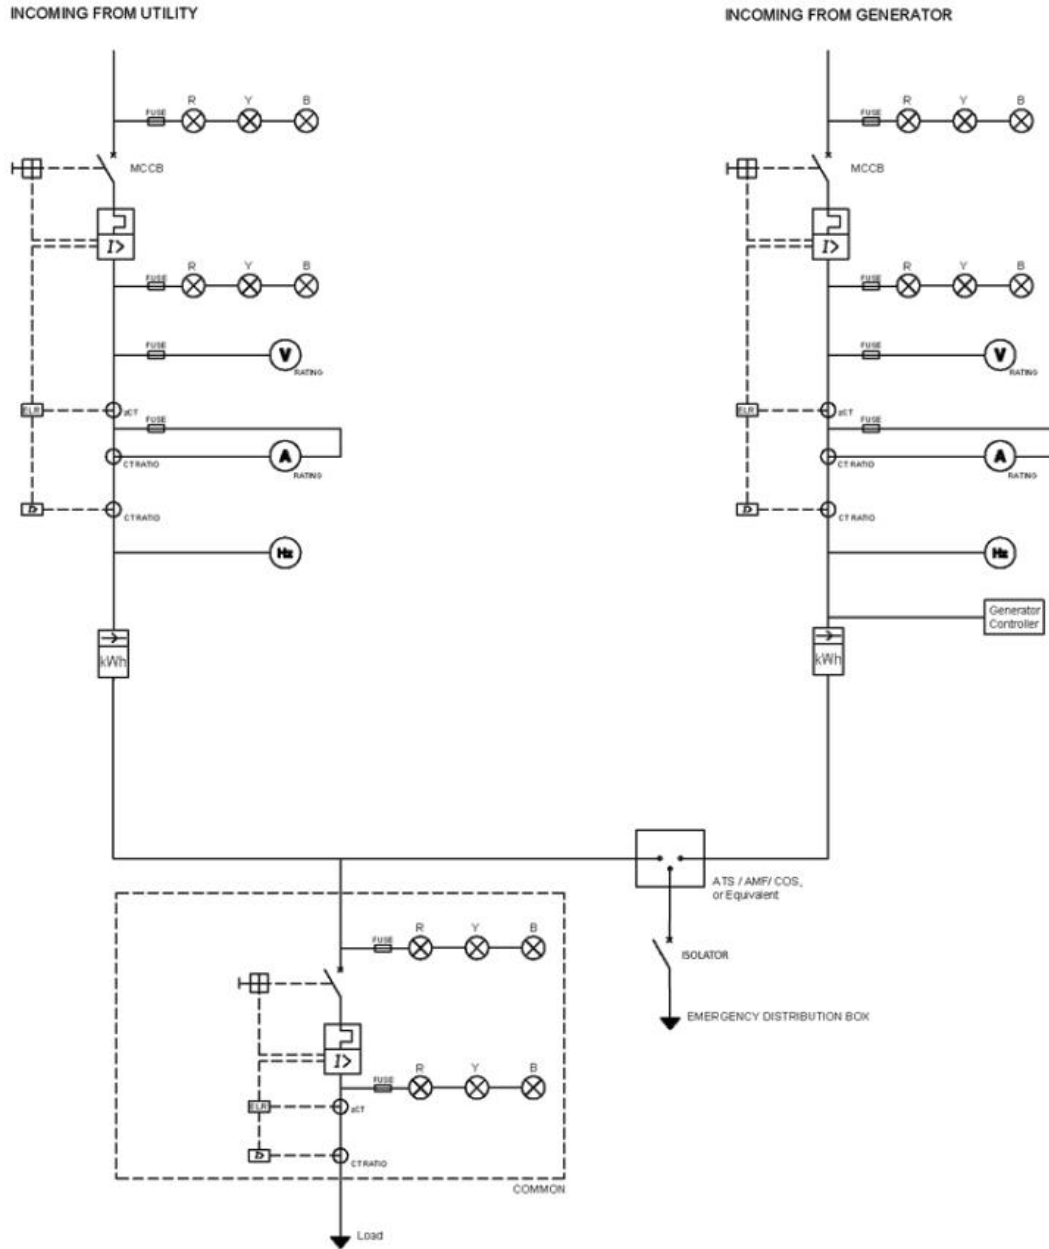 INCOMING FROM UTILITY
INCOMING FROM GENERATOR
R Y B
FUSE
R Y B
FUSE
MCCB
MCCB
I>
I>
R Y B
FUSE
R Y B
FUSE
FUSE
V
RATING
FUSE
V
RATING
ELR
zCT
FUSE
ELR
zCT
FUSE
CT RATIO
A
RATING
CT RATIO
A
RATING
I>
CT RATIO
I>
CT RATIO
Hz
Hz
Generator
Controller
kWh
kWh
ATS / AMF/ COS,
or Equivalent
R Y B
FUSE
ISOLATOR
EMERGENCY DISTRIBUTION BOX
I>
R Y B
FUSE
ELR
zCT
I>
CT RATIO
COMMON
Load